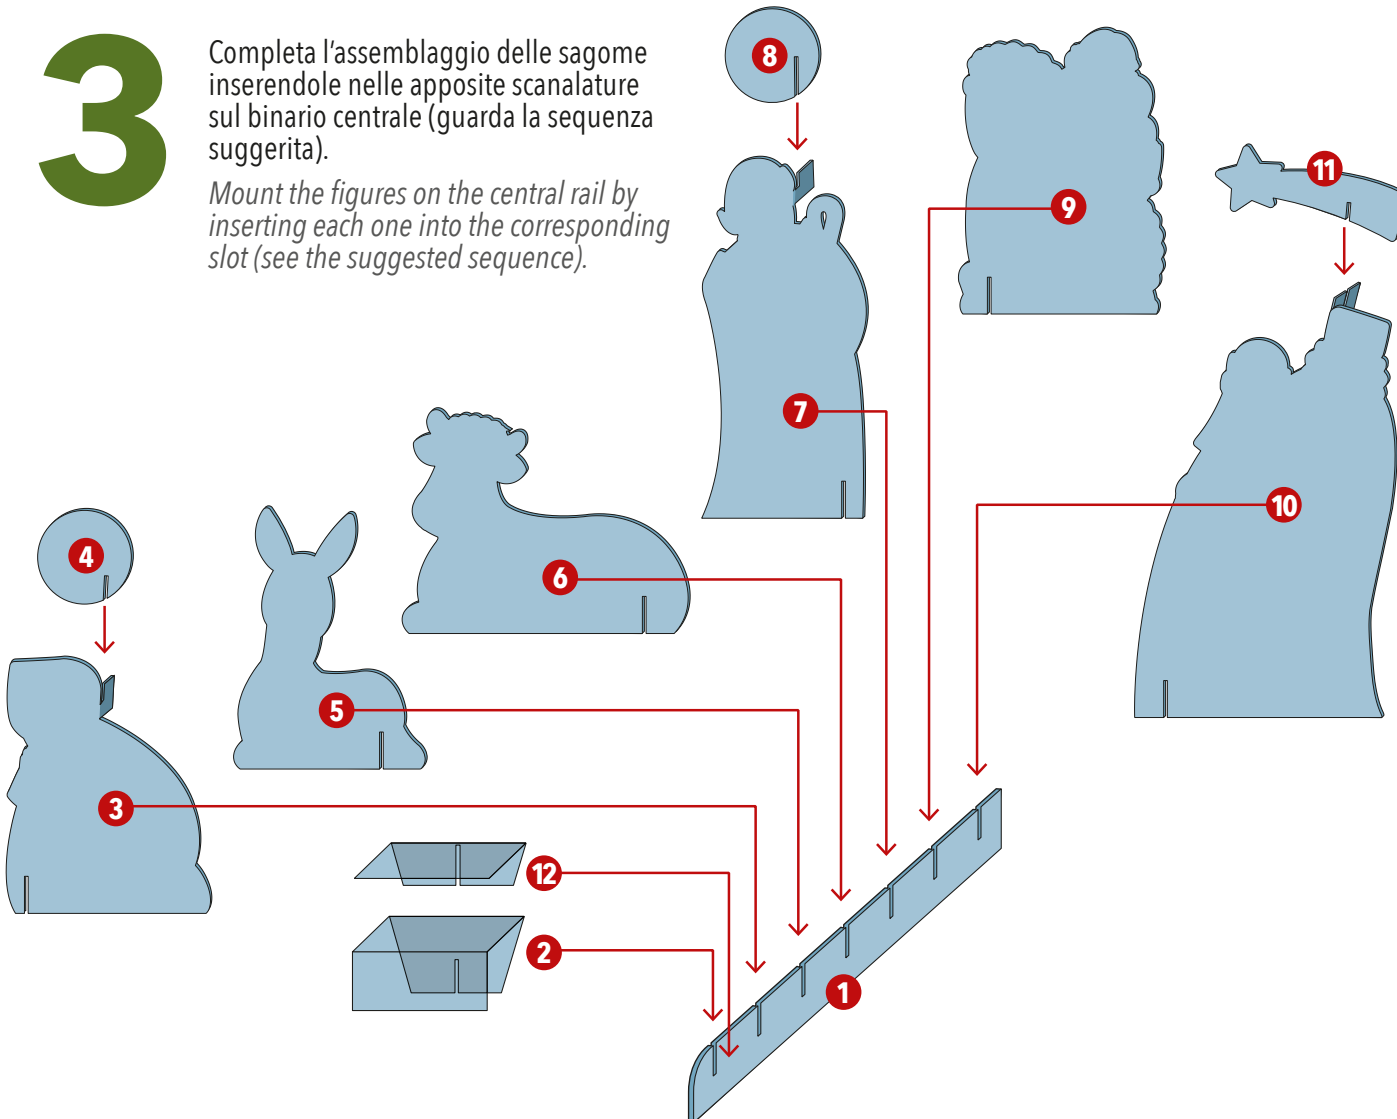 3
Completa l'assemblaggio delle sagome
inserendole nelle apposite scanalature
sul binario centrale (guarda la sequenza
suggerita).
Mount the figures on the central rail by
inserting each one into the corresponding
slot (see the suggested sequence).
8
11
9
7
10
4
6
5
3
12
2
1